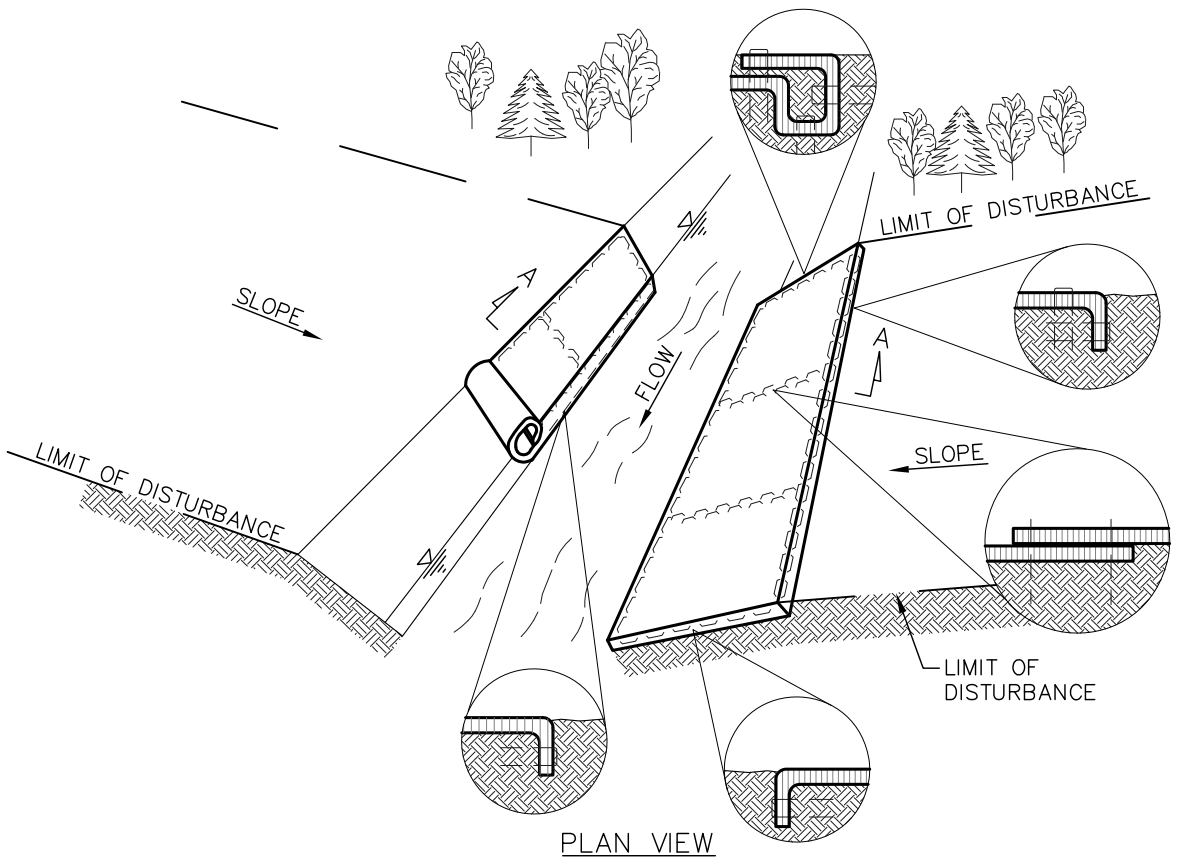 LIMIT OF DISTURBANCE
A
SLOPE
A
FLOW
SLOPE
LIMIT OF DISTURBANCE
LIMIT OF
DISTURBANCE
PLAN VIEW